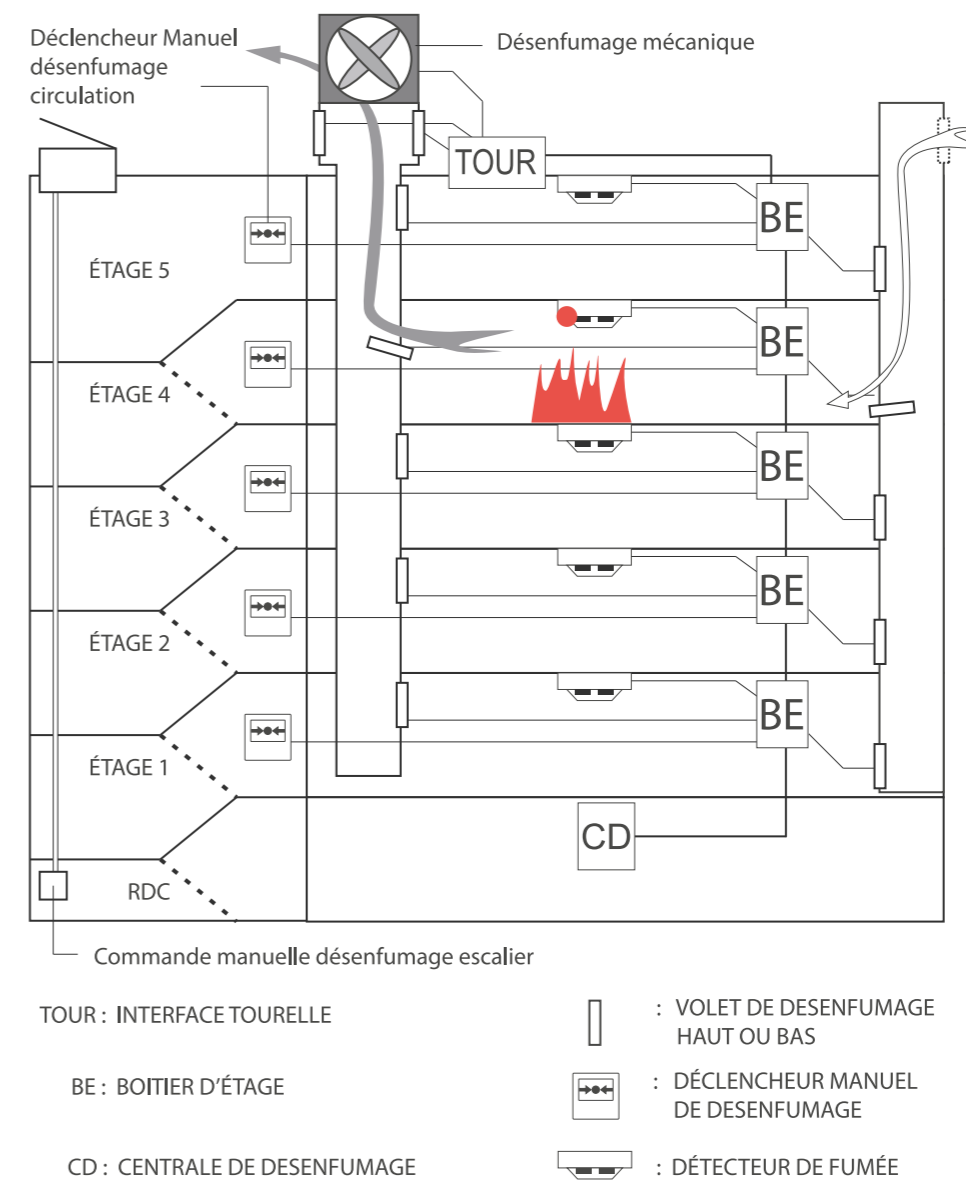 Déclencheur Manuel
désenfumage
circulation
Désenfumage mécanique
TOUR
BE
ÉTAGE 5
BE
ÉTAGE 4
BE
ÉTAGE 3
BE
ÉTAGE 2
BE
ÉTAGE 1
CD
RDC
Commande manuelle désenfumage escalier
TOUR : INTERFACE TOURELLE
: VOLET DE DESENFUMAGE
HAUT OU BAS
BE : BOITIER D'ÉTAGE
: DÉCLENCHEUR MANUEL
DE DESENFUMAGE
CD : CENTRALE DE DESENFUMAGE
: DÉTECTEUR DE FUMÉE